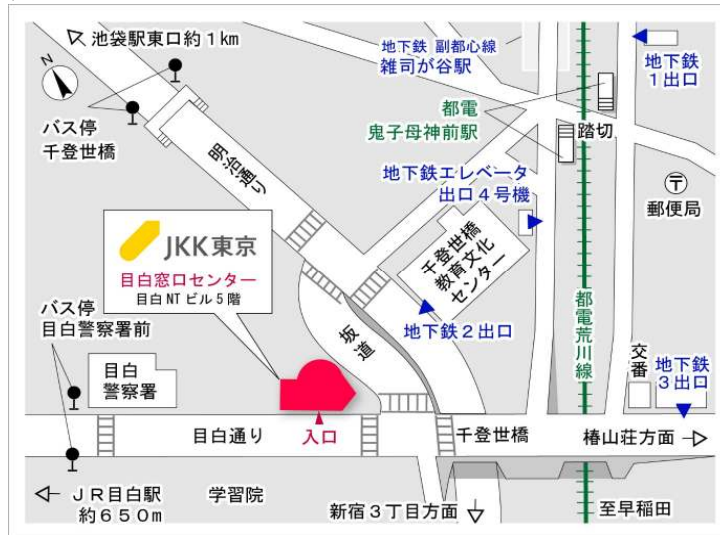 池袋駅東口約1km
N
バス停
千登世橋
明治通り
地下鉄 副都心線
雑司が谷駅
地下鉄
1出口
都電
鬼子母神前駅
踏切
地下鉄エレベータ
出口4号機
〒
郵便局
JKK東京
目白窓口センター
目白NTビル5階
千登世橋
教育文化
センター
地下鉄2出口
坂道
都電荒川線
バス停
目白警察署前
目白
警察署
交番
地下鉄
3出口
目白通り
入口
千登世橋
椿山荘方面
JR目白駅
約650m
学習院
新宿3丁目方面
至早稲田